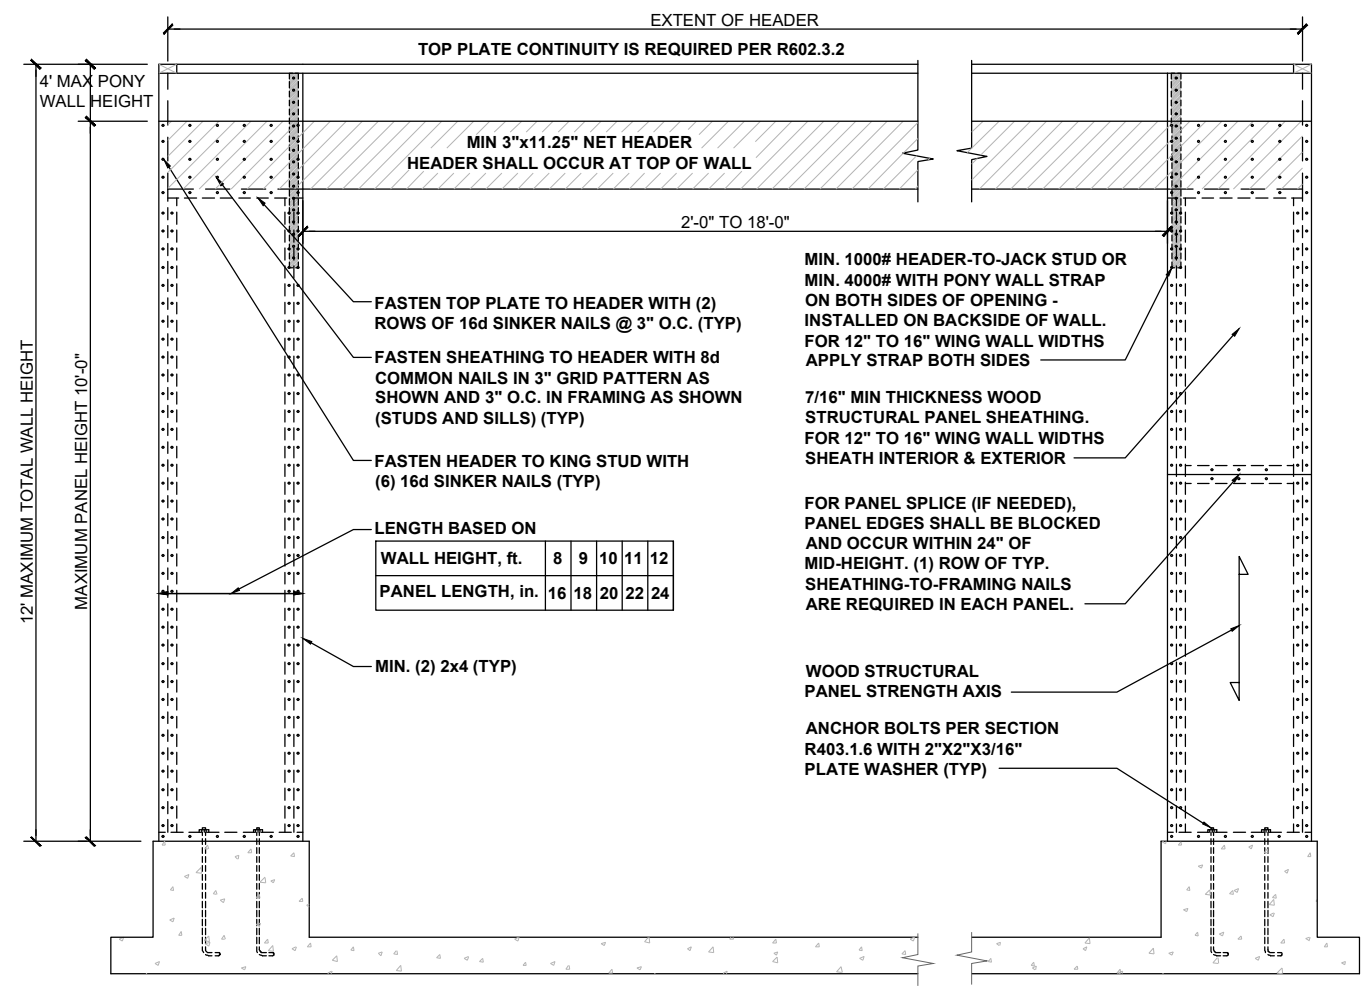 EXTENT OF HEADER
TOP PLATE CONTINUITY IS REQUIRED PER R602.3.2
4' MAX PONY
WALL HEIGHT
MIN 3"x11.25" NET HEADER
HEADER SHALL OCCUR AT TOP OF WALL
2'-0" TO 18'-0"
12' MAXIMUM TOTAL WALL HEIGHT
MAXIMUM PANEL HEIGHT 10'-0"
FASTEN TOP PLATE TO HEADER WITH (2)
ROWS OF 16d SINKER NAILS @ 3" O.C. (TYP)
FASTEN SHEATHING TO HEADER WITH 8d
COMMON NAILS IN 3" GRID PATTERN AS
SHOWN AND 3" O.C. IN FRAMING AS SHOWN
(STUDS AND SILLS) (TYP)
FASTEN HEADER TO KING STUD WITH
(6) 16d SINKER NAILS (TYP)
LENGTH BASED ON
WALL HEIGHT, ft. 8 9 10 11 12
PANEL LENGTH, in. 16 18 20 22 24
MIN. (2) 2x4 (TYP)
MIN. 1000# HEADER-TO-JACK STUD OR
MIN. 4000# WITH PONY WALL STRAP
ON BOTH SIDES OF OPENING -
INSTALLED ON BACKSIDE OF WALL.
FOR 12" TO 16" WING WALL WIDTHS
APPLY STRAP BOTH SIDES
7/16" MIN THICKNESS WOOD
STRUCTURAL PANEL SHEATHING.
FOR 12" TO 16" WING WALL WIDTHS
SHEATH INTERIOR & EXTERIOR
FOR PANEL SPLICE (IF NEEDED),
PANEL EDGES SHALL BE BLOCKED
AND OCCUR WITHIN 24" OF
MID-HEIGHT. (1) ROW OF TYP.
SHEATHING-TO-FRAMING NAILS
ARE REQUIRED IN EACH PANEL.
WOOD STRUCTURAL
PANEL STRENGTH AXIS
ANCHOR BOLTS PER SECTION
R403.1.6 WITH 2"X2"X3/16"
PLATE WASHER (TYP)